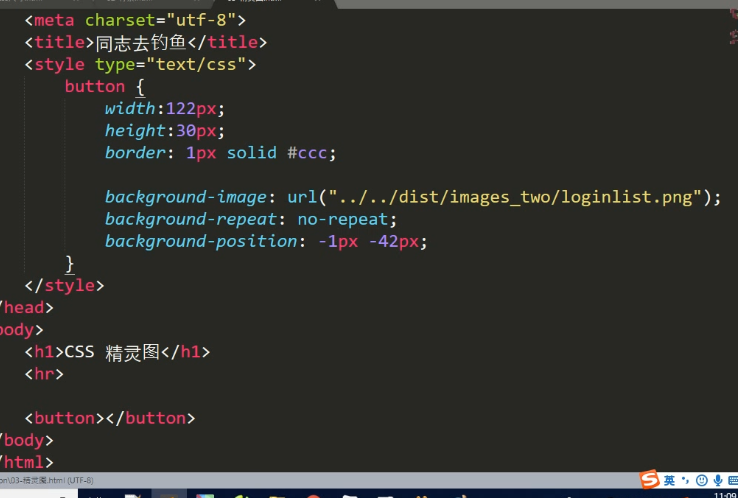 <meta charset="utf-8">
<title>同志去钓鱼</title>
<style type="text/css">
button {
width:122px;
height:30px;
border: 1px solid #ccc;
background-image: url("../../dist/images_two/loginlist.png");
background-repeat: no-repeat;
background-position: -1px -42px;
}
</style>
/head>
body>
<h1>CSS 精灵图</h1>
<hr>
<button></button>
/body>
/html>
on\03-精灵图.html (UTF-8)
英
11:09